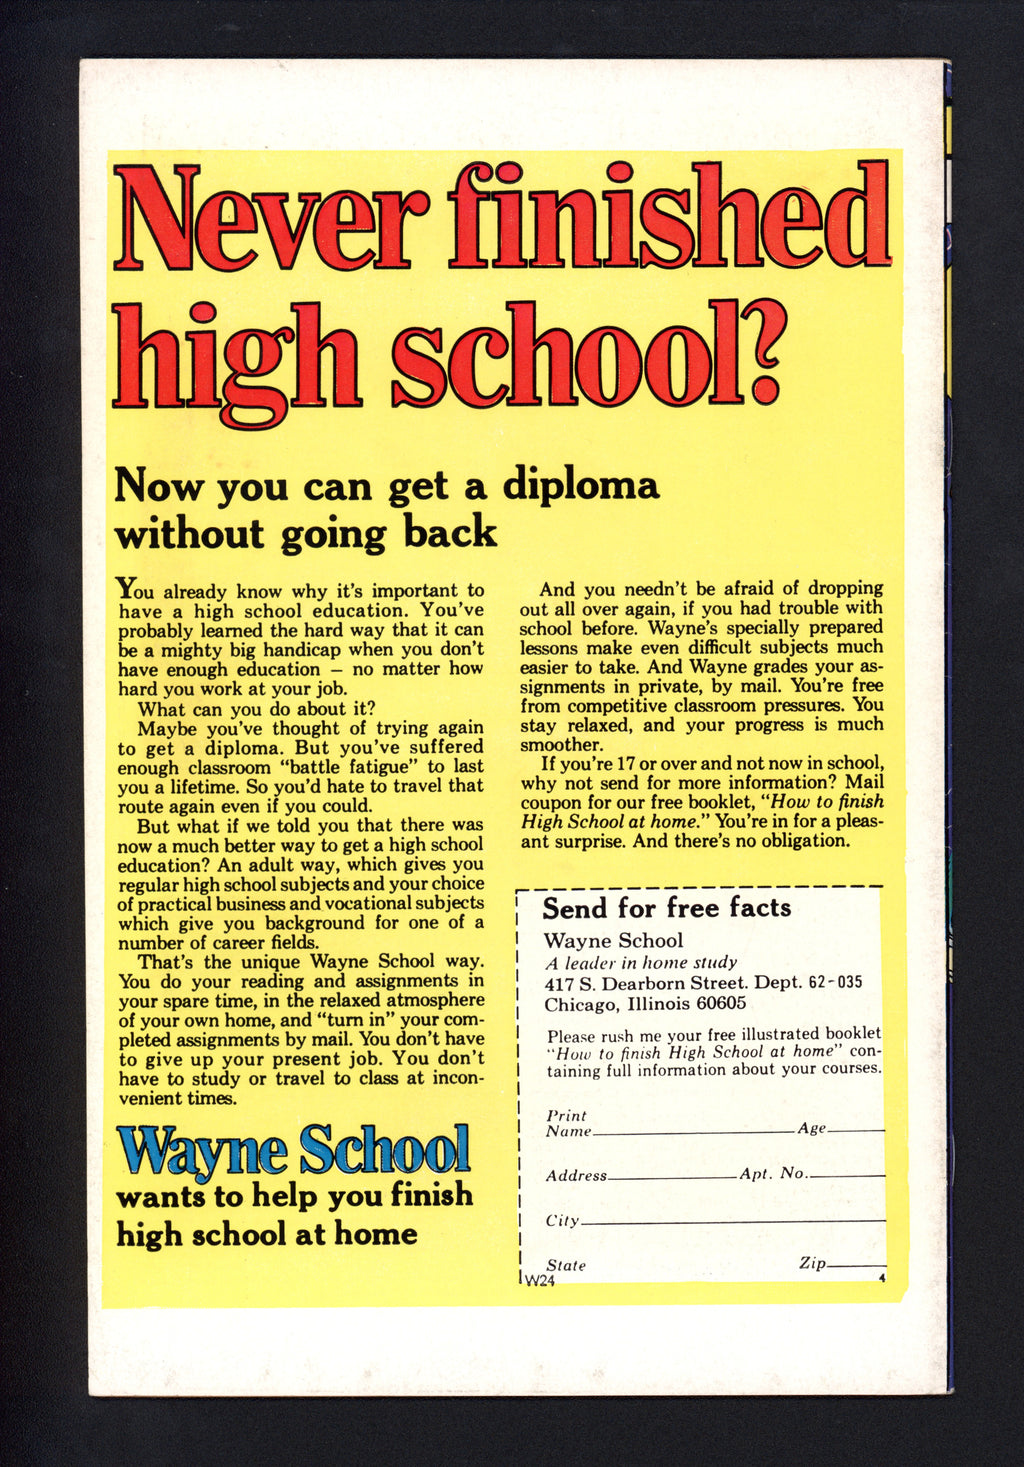 Never finished
high school?
Now you can get a diploma
without going back
You already know why it's important to
have a high school education. You've
probably learned the hard way that it can
be a mighty big handicap when you don't
have enough education — no matter how
hard you work at your job.
What can you do about it?
Maybe you've thought of trying again
to get a diploma. But you've suffered
enough classroom "battle fatigue" to last
you a lifetime. So you'd hate to travel that
route again even if you could.
But what if we told you that there was
now a much better way to get a high school
education? An adult way, which gives you
regular high school subjects and your choice
of practical business and vocational subjects
which give you background for one of a
number of career fields.
That's the unique Wayne School way.
You do your reading and assignments in
your spare time, in the relaxed atmosphere
of your own home, and "turn in" your com-
pleted assignments by mail. You don't have
to give up your present job. You don't
have to study or travel to class at incon-
venient times.
Wayne School
wants to help you finish
high school at home
And you needn't be afraid of dropping
out all over again, if you had trouble with
school before. Wayne's specially prepared
lessons make even difficult subjects much
easier to take. And Wayne grades your as-
signments in private, by mail. You're free
from competitive classroom pressures. You
stay relaxed, and your progress is much
smoother.
If you're 17 or over and not now in school,
why not send for more information? Mail
coupon for our free booklet, "How to finish
High School at home." You're in for a pleas-
ant surprise. And there's no obligation.
Send for free facts
Wayne School
A leader in home study
417 S. Dearborn Street. Dept. 62-035
Chicago, Illinois 60605
Please rush me your free illustrated booklet
"How to finish High School at home" con-
taining full information about your courses.
Print
Name Age
Address Apt. No.
City
State Zip
W24 4